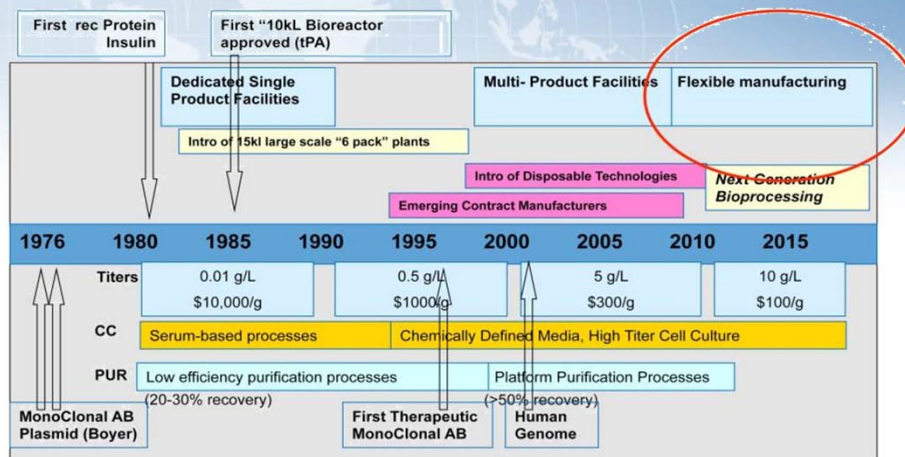 First rec Protein
Insulin
First “10kL Bioreactor
approved (tPA)
Dedicated Single
Product Facilities
Multi- Product Facilities
Flexible manufacturing
Intro of 15kl large scale “6 pack” plants
Intro of Disposable Technologies
Next Generation
Bioprocessing
Emerging Contract Manufacturers
1976 1980 1985 1990 1995 2000 2005 2010 2015
Titers
0.01 g/L
$10,000/g
0.5 g/L
$1000/g
5 g/L
$300/g
10 g/L
$100/g
CC
Serum-based processes
Chemically Defined Media, High Titer Cell Culture
PUR
Low efficiency purification processes
(20-30% recovery)
Platform Purification Processes
(>50% recovery)
MonoClonal AB
Plasmid (Boyer)
First Therapeutic
MonoClonal AB
Human
Genome